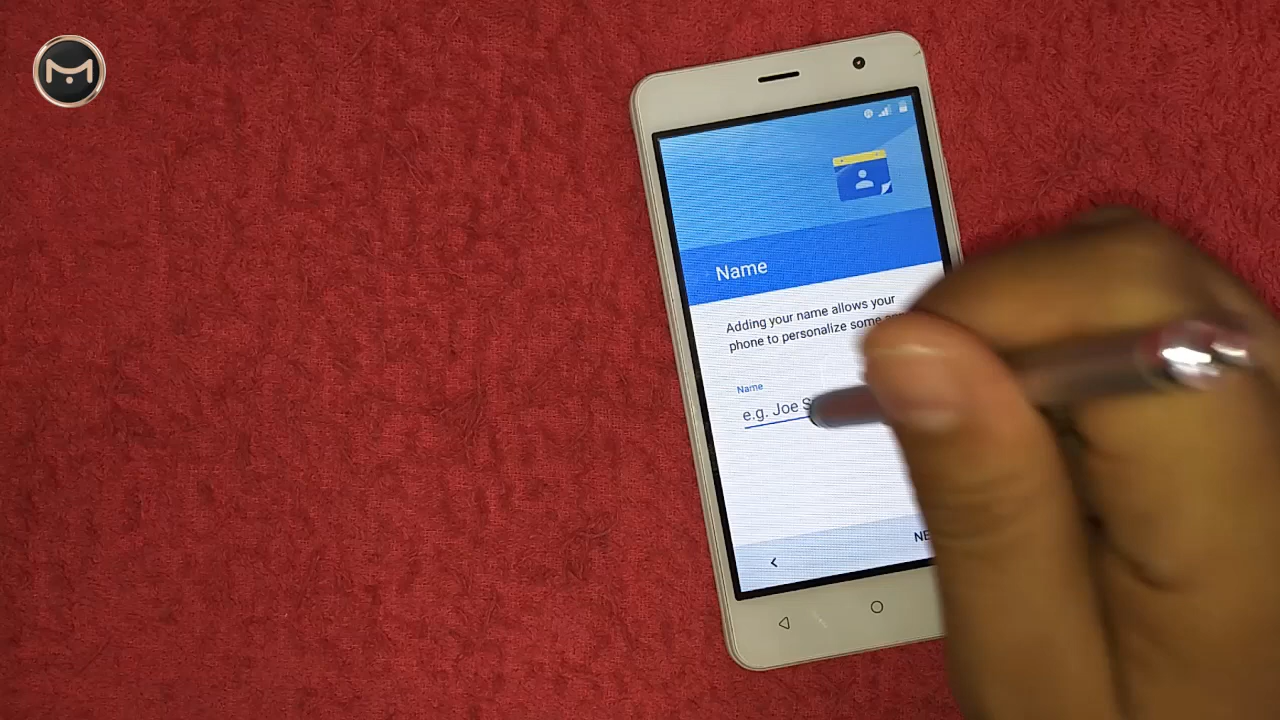 Name
Adding your name allows your
phone to personalize some
Name
e.g. Joe